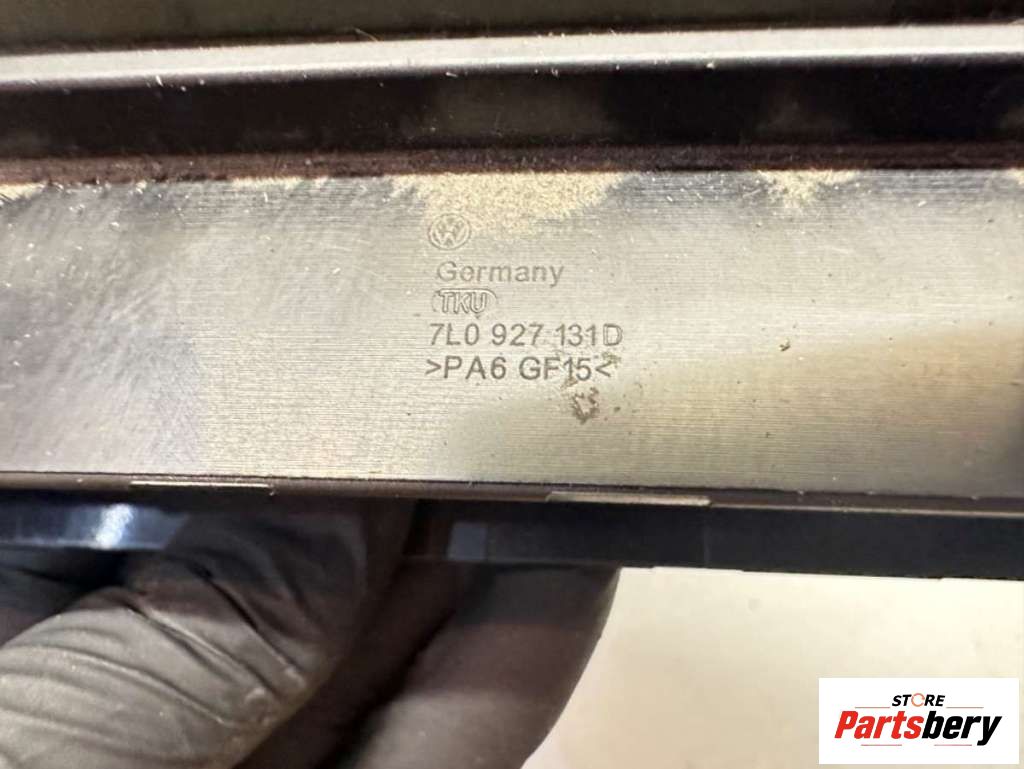 Germany
TKU
7L0 927 131D
>PA6 GF15<
STORE
Partsbery